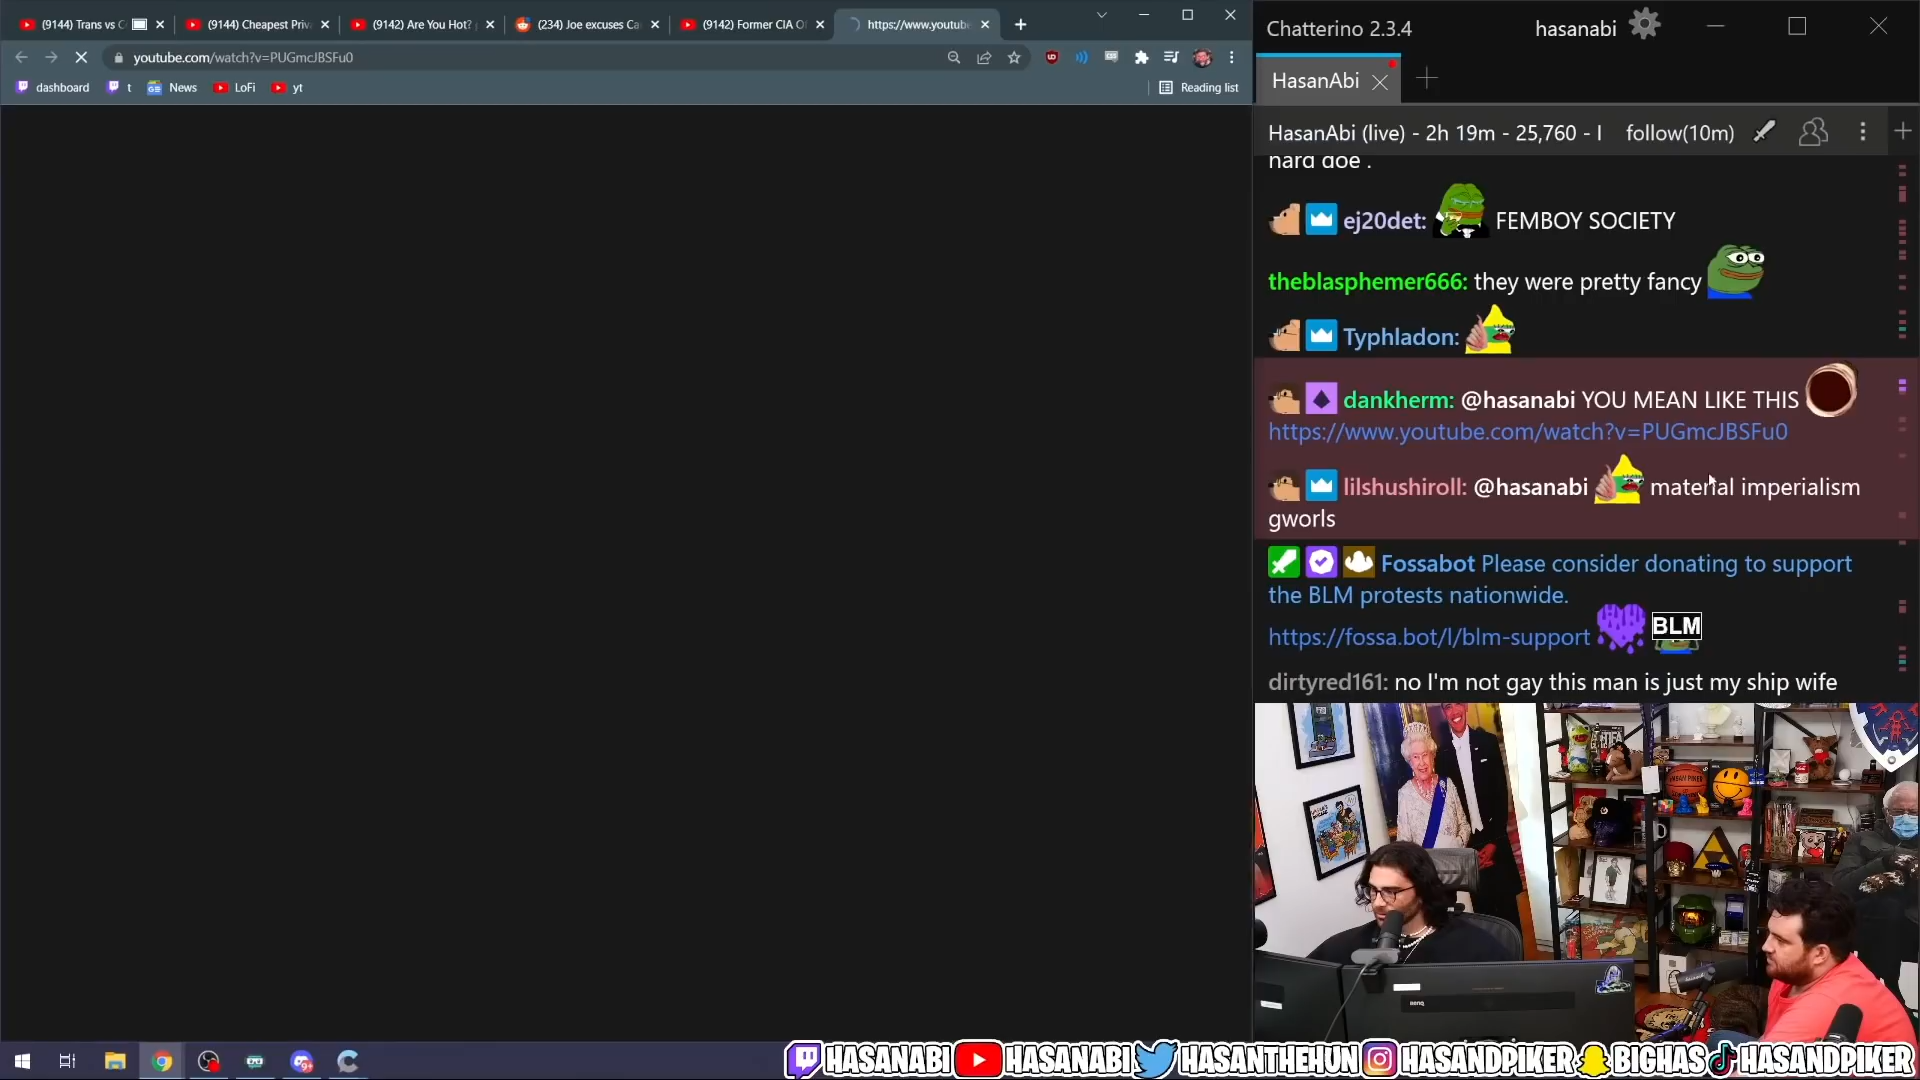 (9144) Trans vs C
(9144) Cheapest Priv
(9142) Are You Hot?
(234) Joe excuses Ca
(9142) Former CIA Of
https://www.youtube
youtube.com/watch?v=PUGmcJBSFu0
dashboard
t
News
LoFi
yt
Reading list
Chatterino 2.3.4
hasanabi
HasanAbi
HasanAbi (live) - 2h 19m - 25,760 - I
follow(10m)
hard doe .
ej20det: FEMBOY SOCIETY
theblasphemer666: they were pretty fancy
Typhladon:
dankherm: @hasanabi YOU MEAN LIKE THIS
https://www.youtube.com/watch?v=PUGmcJBSFu0
lilshushiroll: @hasanabi material imperialism
gworls
Fossabot Please consider donating to support
the BLM protests nationwide.
https://fossa.bot/l/blm-support BLM
dirtyred161: no I'm not gay this man is just my ship wife
BenQ
HASANABI HASANABI HASANTHEHUN HASANDPIKER BIGHAS HASANDPIKER